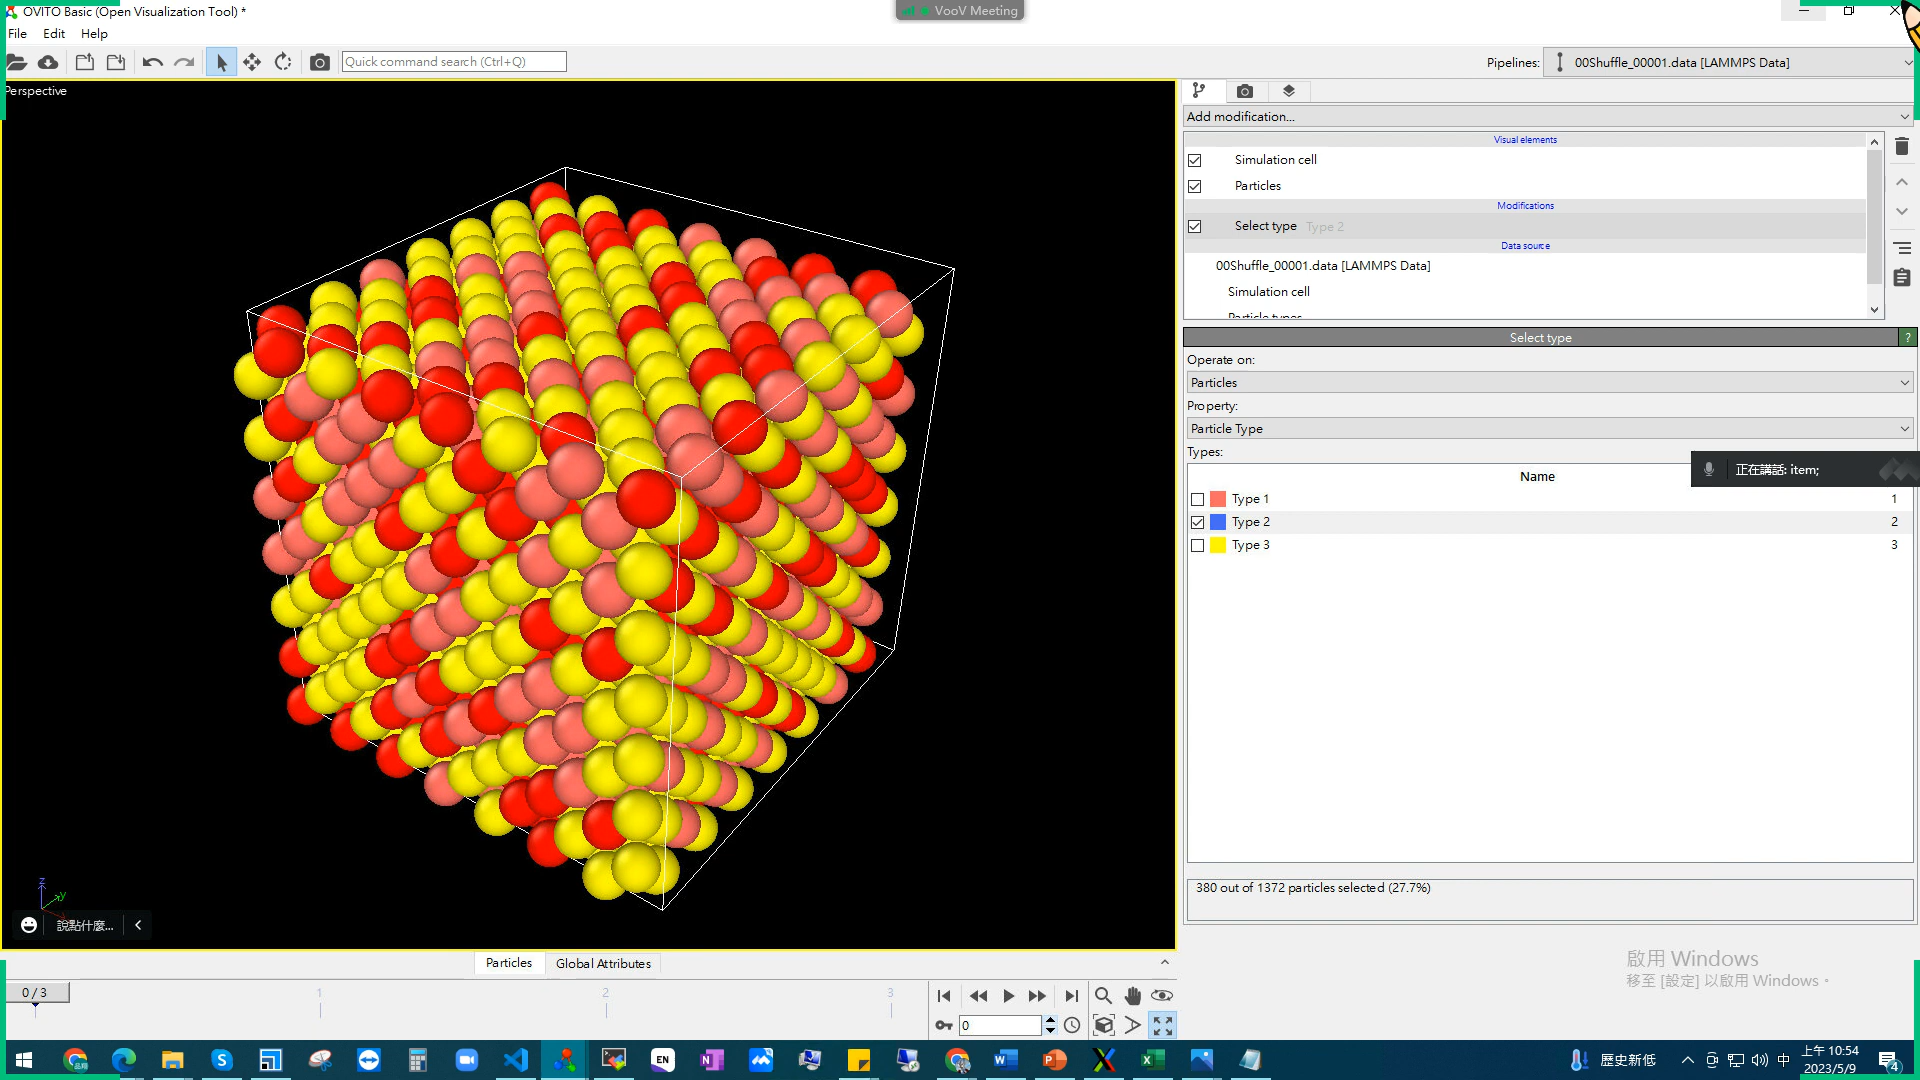 OVITO Basic (Open Visualization Tool) *
VooV Meeting
File Edit Help
Quick command search (Ctrl+Q)
Pipelines: 00Shuffle_00001.data [LAMMPS Data]
Perspective
Add modification...
Visual elements
Simulation cell
Particles
Modifications
Select type Type 2
Data source
00Shuffle_00001.data [LAMMPS Data]
Simulation cell
Particle types
Select type ?
Operate on:
Particles
Property:
Particle Type
Types:
Name
正在講話: item;
Type 1 1
Type 2 2
Type 3 3
380 out of 1372 particles selected (27.7%)
z
y
說點什麼...
啟用 Windows
移至 [設定] 以啟用 Windows。
Particles Global Attributes
0 / 3 1 2 3
0
EN
歷史新低
中
上午 10:54
2023/5/9
4